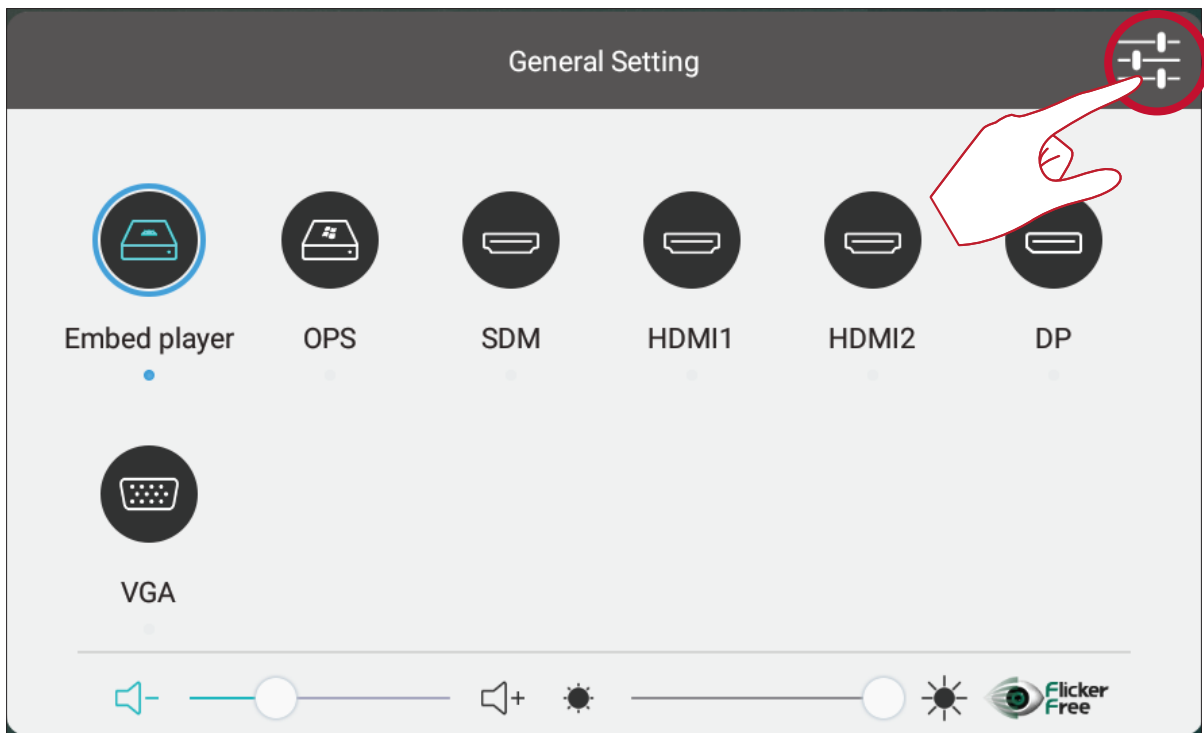 General Setting
Embed player
OPS
SDM
HDMI1
HDMI2
DP
VGA
Flicker
Free